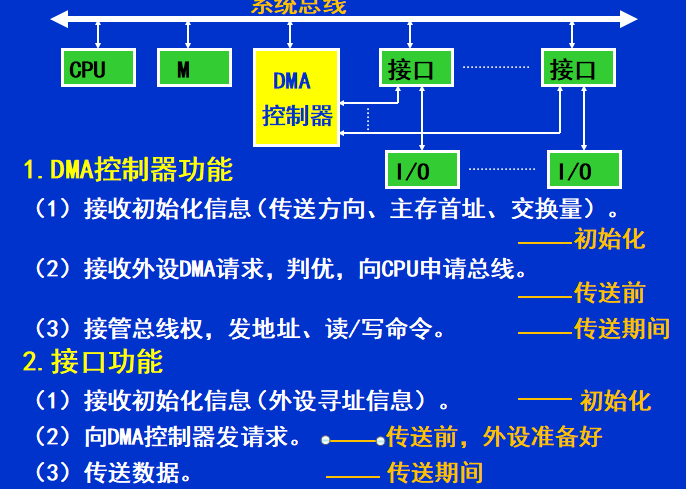 系统总线
CPU M DMA 控制器 接口 接口
I/O I/O
1.DMA控制器功能
（1）接收初始化信息（传送方向、主存首址、交换量）。
初始化
（2）接收外设DMA请求，判优，向CPU申请总线。
传送前
（3）接管总线权，发地址、读/写命令。 传送期间
2.接口功能
（1）接收初始化信息（外设寻址信息）。 初始化
（2）向DMA控制器发请求。 传送前，外设准备好
（3）传送数据。 传送期间